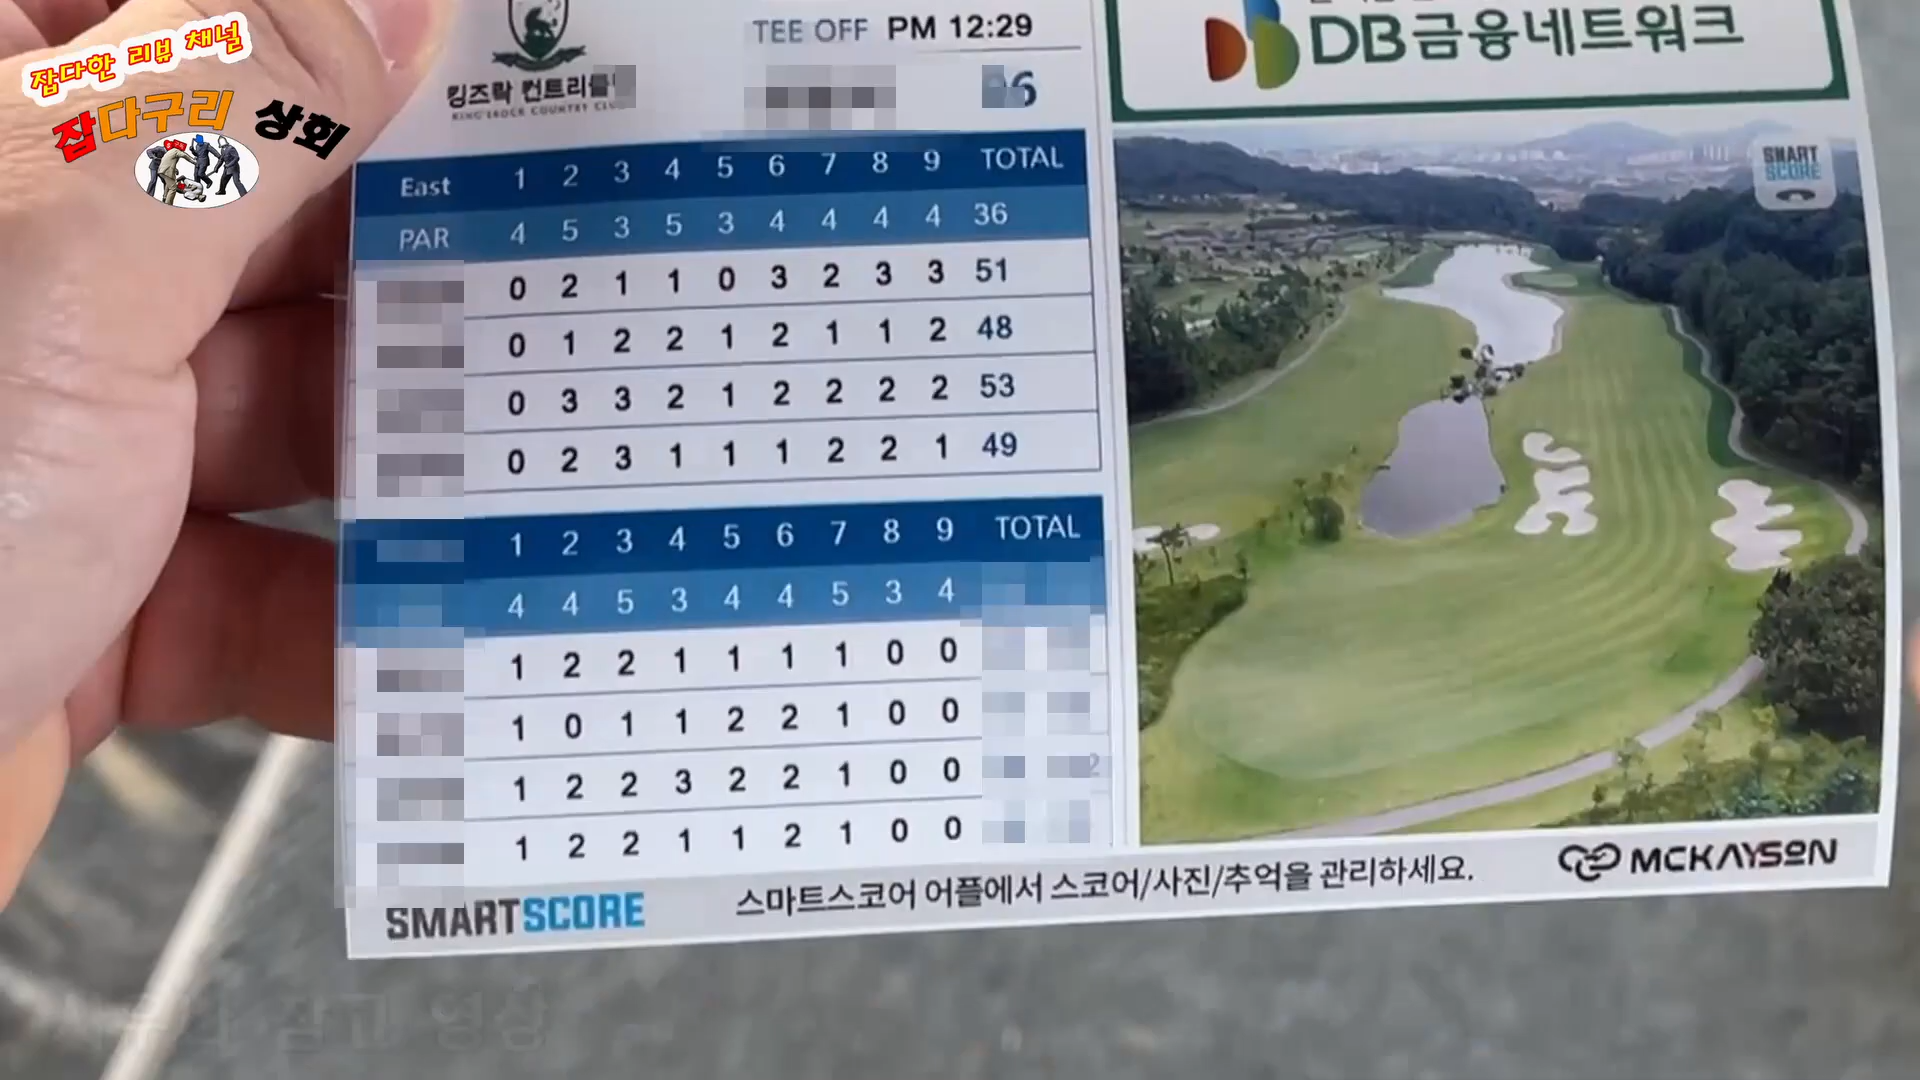 잡다한 리뷰 채널
잡다구리 상회
킹즈락 컨트리클럽
KING'SROCK COUNTRY CLUB
TEE OFF PM 12:29
East 1 2 3 4 5 6 7 8 9 TOTAL
PAR 4 5 3 5 3 4 4 4 4 36
0 2 1 1 0 3 2 3 3 51
0 1 2 2 1 2 1 1 2 48
0 3 3 2 1 2 2 2 2 53
0 2 3 1 1 1 2 2 1 49
1 2 3 4 5 6 7 8 9 TOTAL
4 4 5 3 4 4 5 3 4
1 2 2 1 1 1 1 0 0
1 0 1 1 2 2 1 0 0
1 2 2 3 2 2 1 0 0
1 2 2 1 1 2 1 0 0
SMARTSCORE
스마트스코어 어플에서 스코어/사진/추억을 관리하세요.
DB금융네트워크
SMART
SCORE
MCKAYSON
참고 영상